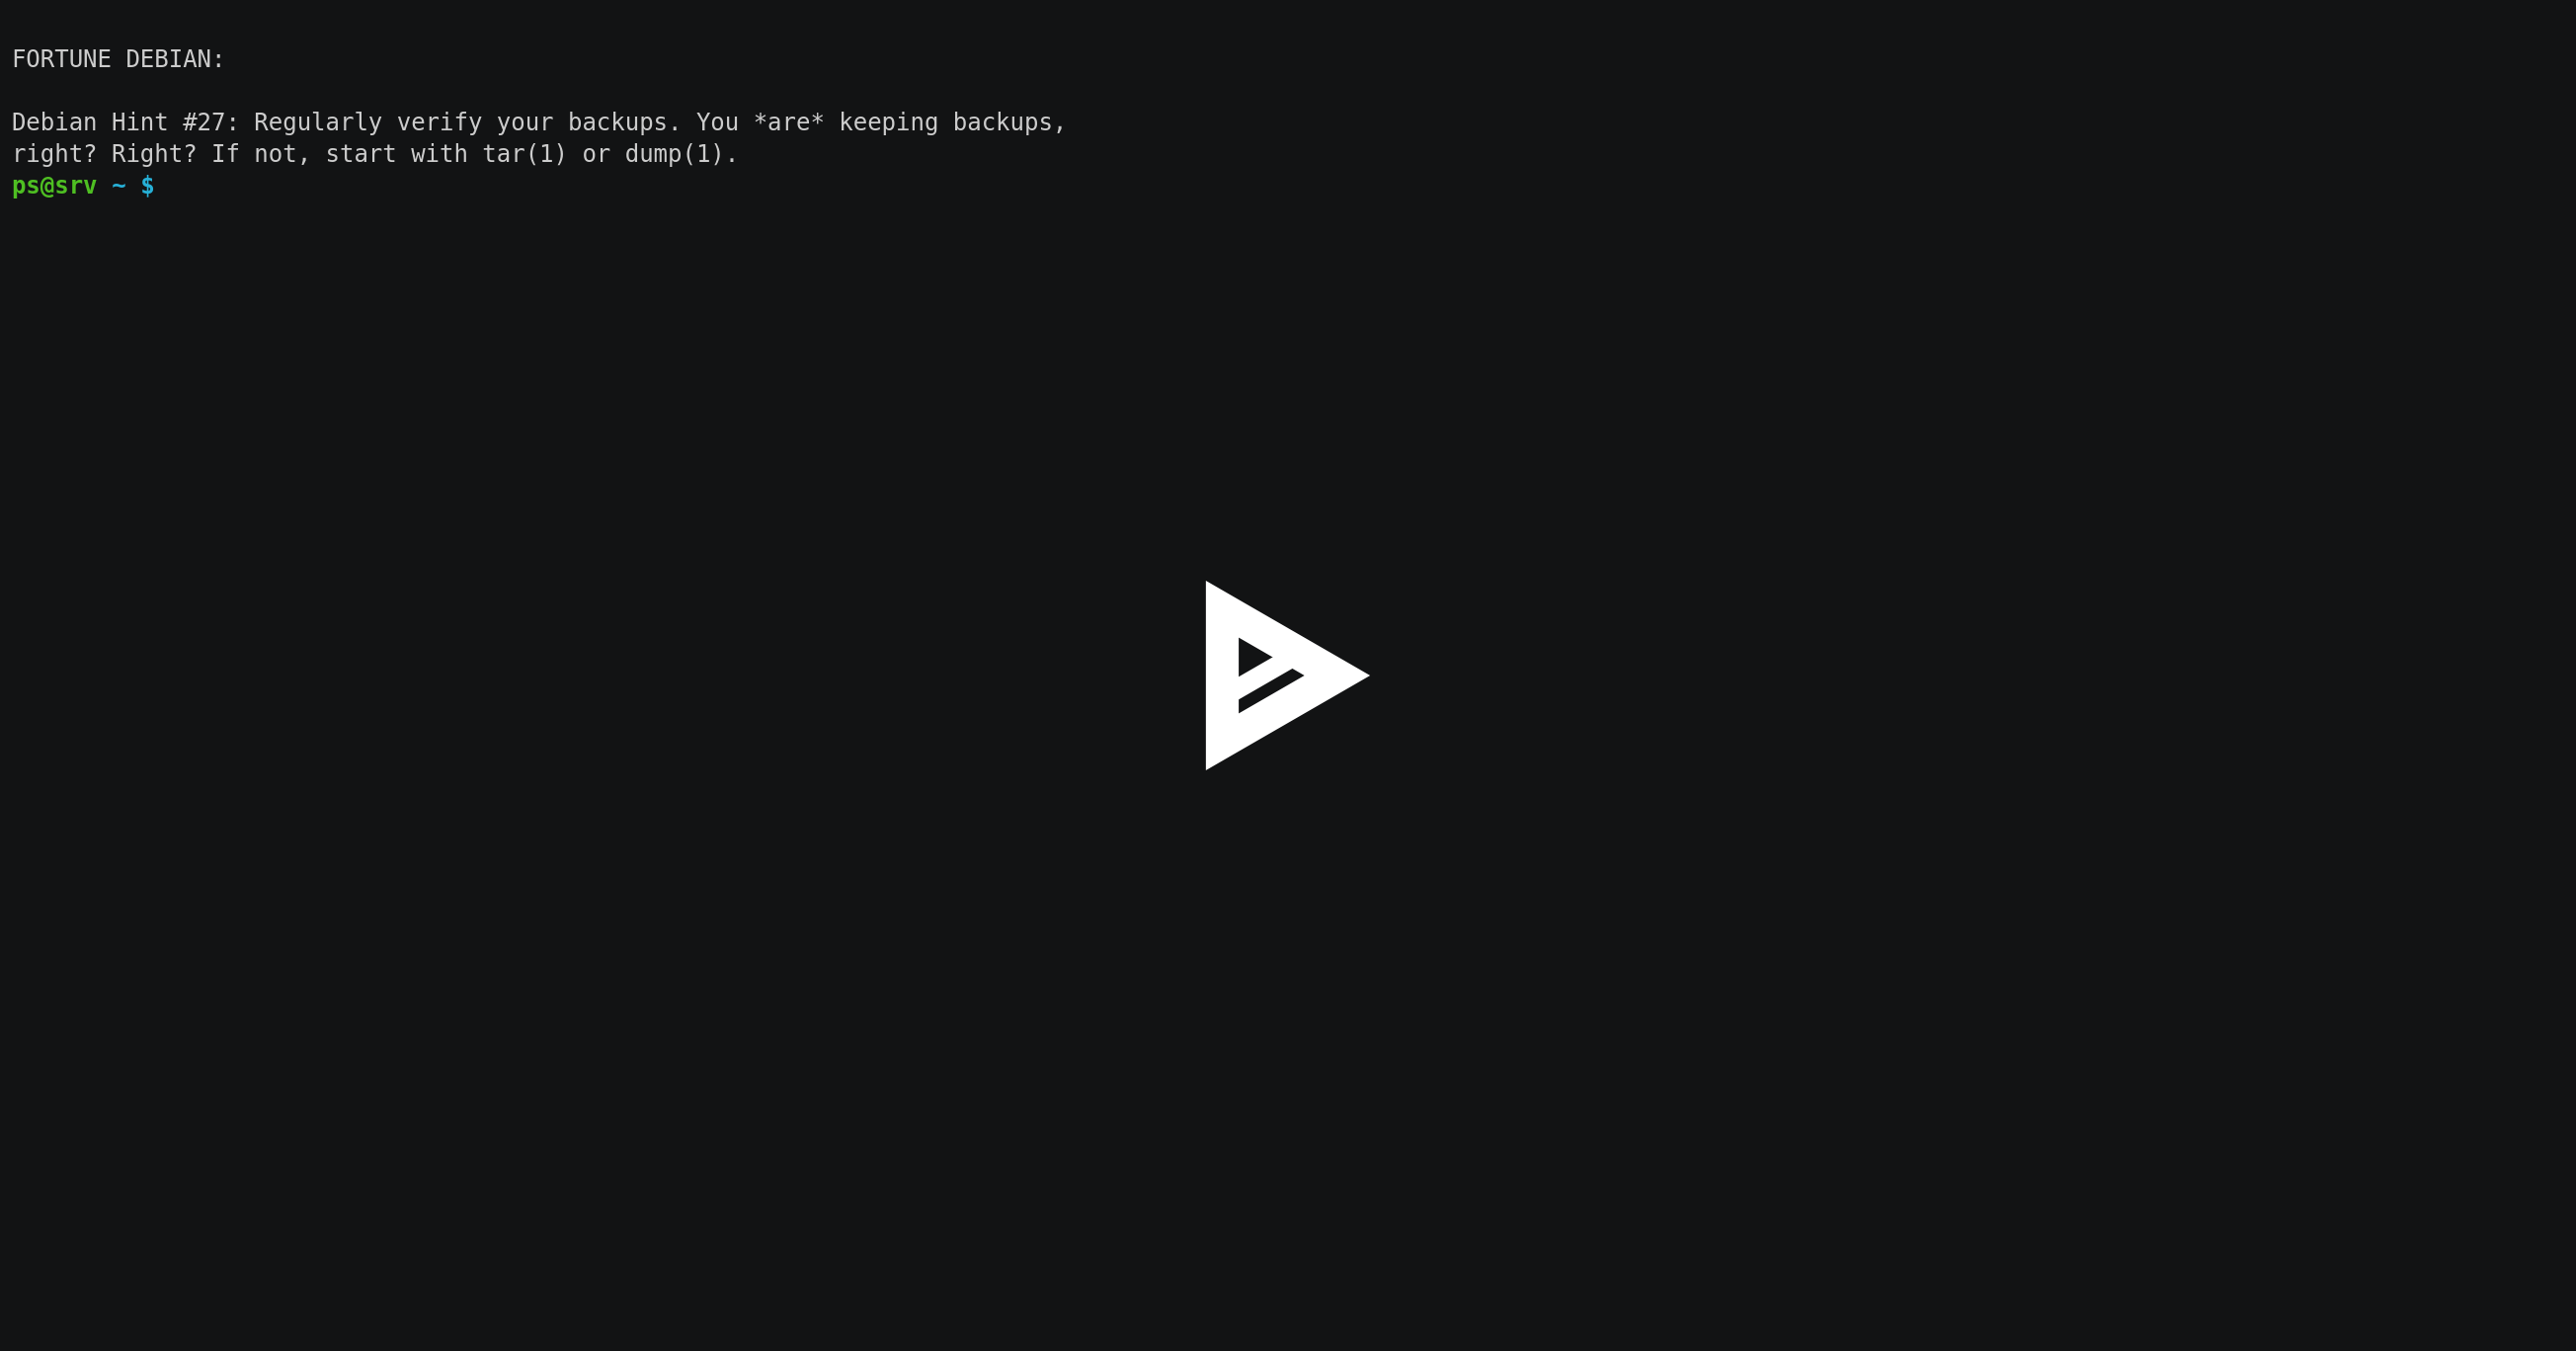 FORTUNE DEBIAN:
Debian Hint #27: Regularly verify your backups. You *are* keeping backups,
right? Right? If not, start with tar(1) or dump(1).
ps@srv ~ $